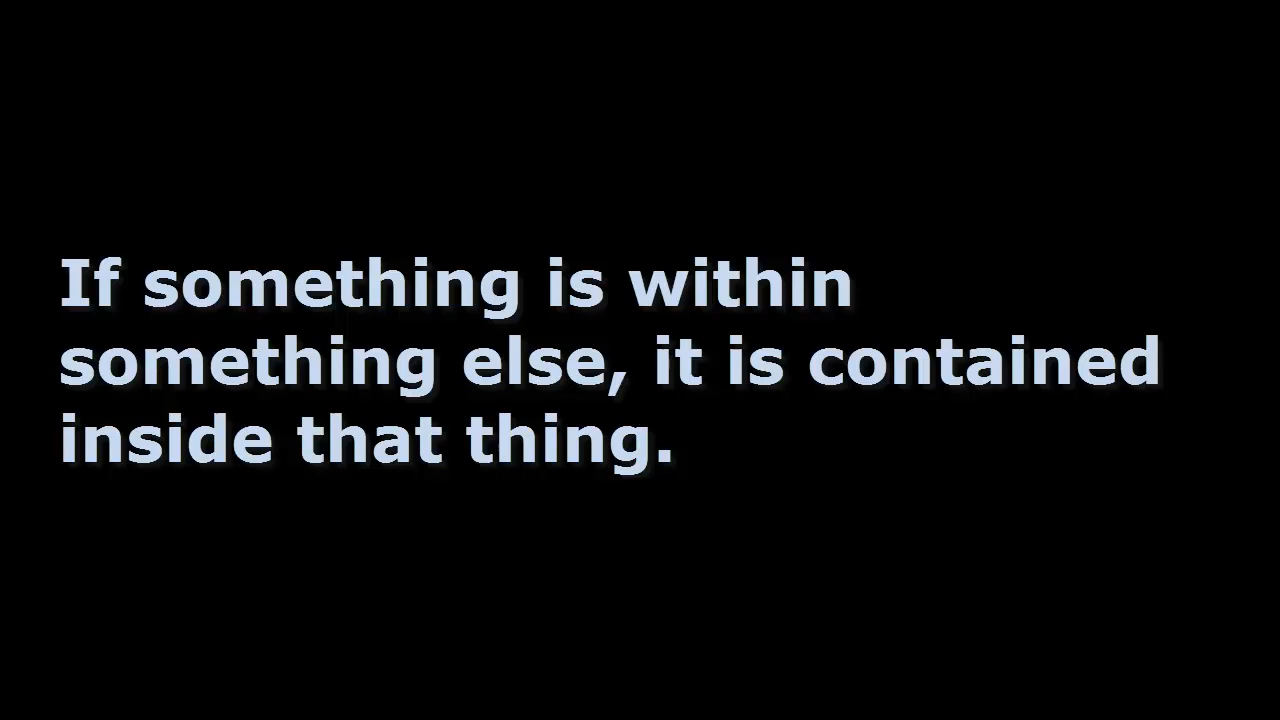 If something is within
something else, it is contained
inside that thing.